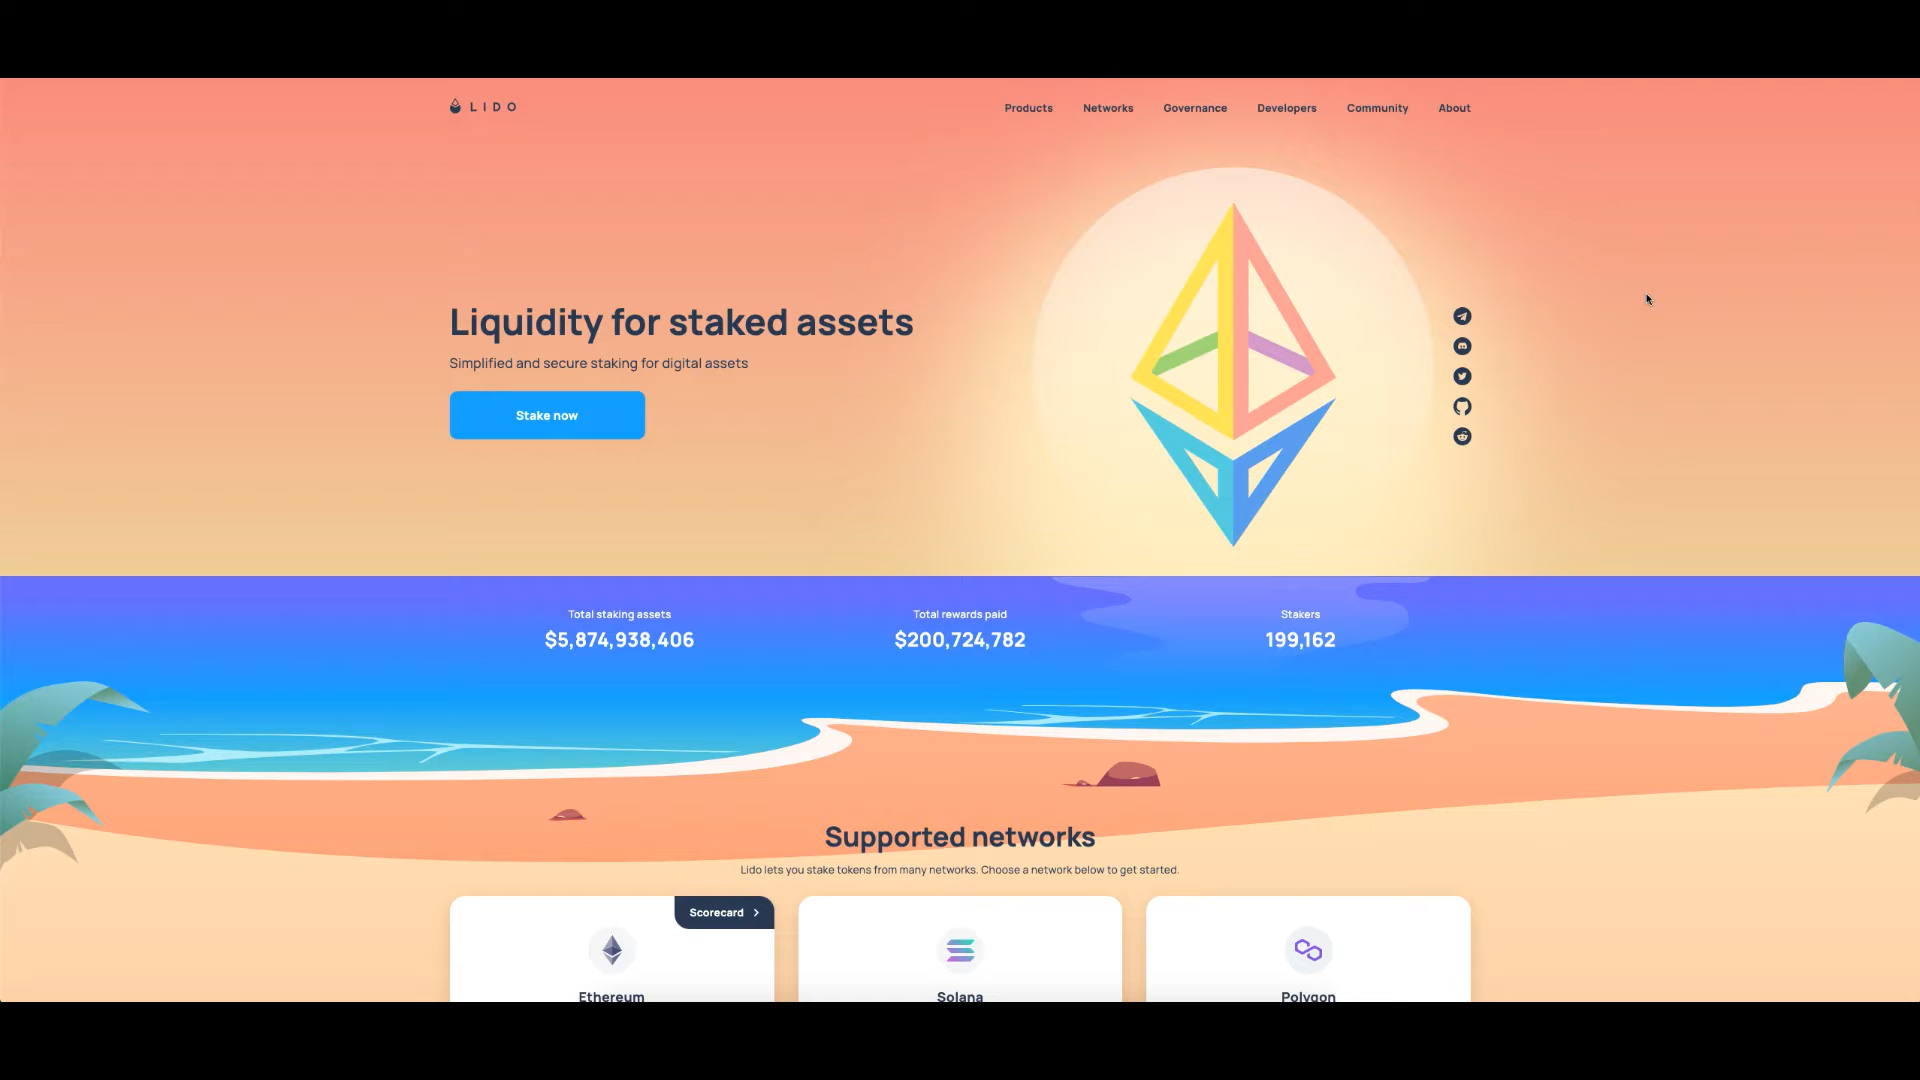 LIDO
Products Networks Governance Developers Community About
Liquidity for staked assets
Simplified and secure staking for digital assets
Stake now
Total staking assets Total rewards paid Stakers
$5,874,938,406 $200,724,782 199,162
Supported networks
Lido lets you stake tokens from many networks. Choose a network below to get started.
Scorecard
Ethereum Solana Polygon